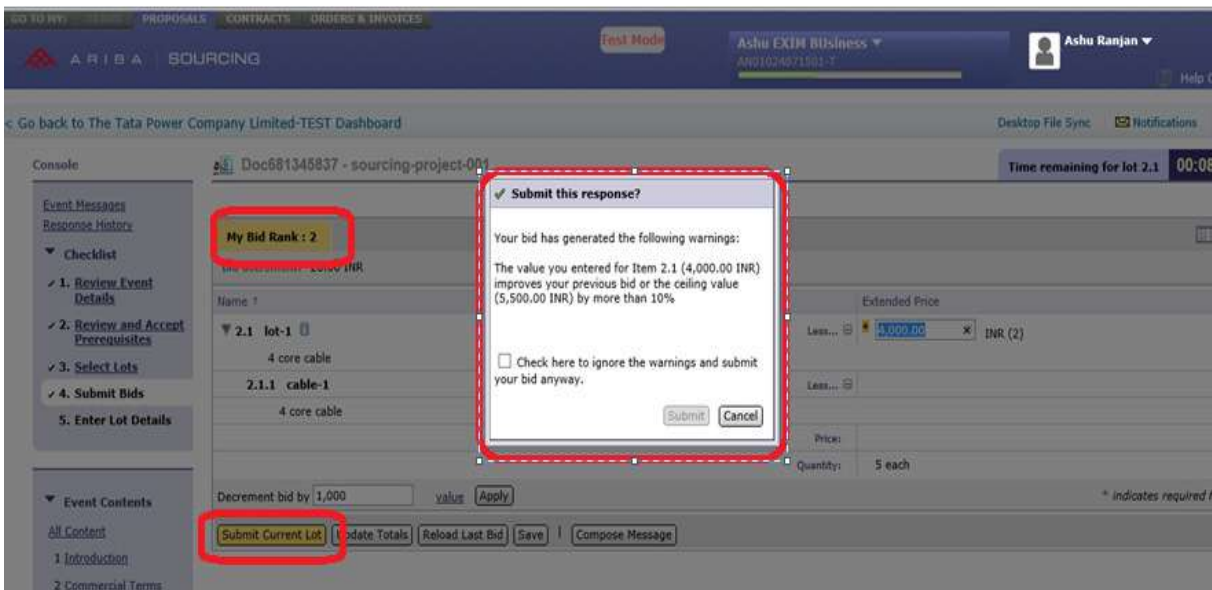 GO TO MY: PROPOSALS CONTRACTS ORDERS & INVOICES
ARIBA SOURCING
Test Mode
Ashu EXIM BUsiness
AN01024071501-T
Ashu Ranjan
Help
< Go back to The Tata Power Company Limited-TEST Dashboard
Desktop File Sync Notifications
Console
Doc681345837 - sourcing-project-001
Time remaining for lot 2.1 00:08
Event Messages
Response History
Checklist
1. Review Event
Details
2. Review and Accept
Prerequisites
3. Select Lots
4. Submit Bids
5. Enter Lot Details
My Bid Rank : 2
INR
Name ↑
Extended Price
2.1 lot-1
Less...
4,000.00 × INR (2)
4 core cable
2.1.1 cable-1
Less...
4 core cable
Price:
Quantity: 5 each
Submit this response?
Your bid has generated the following warnings:
The value you entered for Item 2.1 (4,000.00 INR)
improves your previous bid or the ceiling value
(5,500.00 INR) by more than 10%
Check here to ignore the warnings and submit
your bid anyway.
Submit Cancel
Decrement bid by 1,000 value Apply
* indicates required
Submit Current Lot Update Totals Reload Last Bid Save | Compose Message
Event Contents
All Content
1 Introduction
2 Commercial Terms